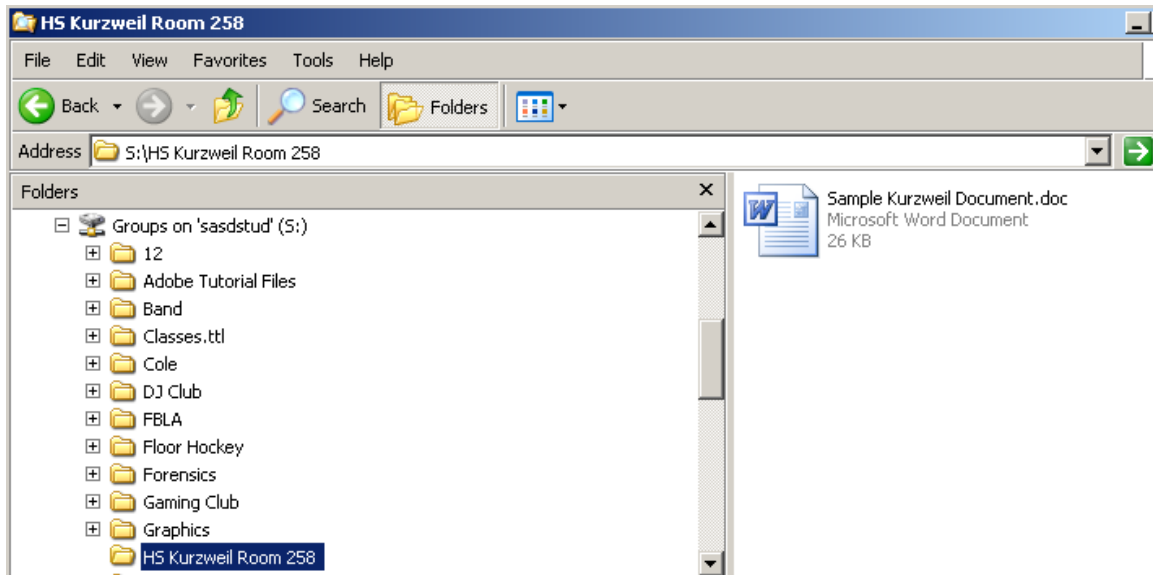 HS Kurzweil Room 258
File Edit View Favorites Tools Help
Back Search Folders
Address S:\HS Kurzweil Room 258
Folders
Groups on 'sasdstud' (S:)
12
Adobe Tutorial Files
Band
Classes.ttl
Cole
DJ Club
FBLA
Floor Hockey
Forensics
Gaming Club
Graphics
HS Kurzweil Room 258
Sample Kurzweil Document.doc
Microsoft Word Document
26 KB